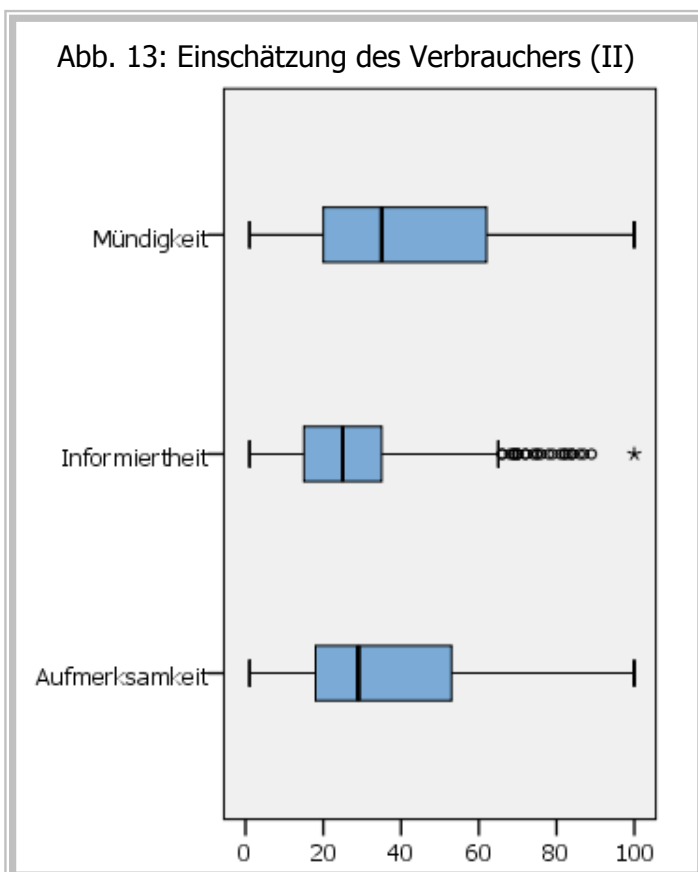 Abb. 13: Einschätzung des Verbrauchers (II)
Mündigkeit
Informiertheit
Aufmerksamkeit
0 20 40 60 80 100